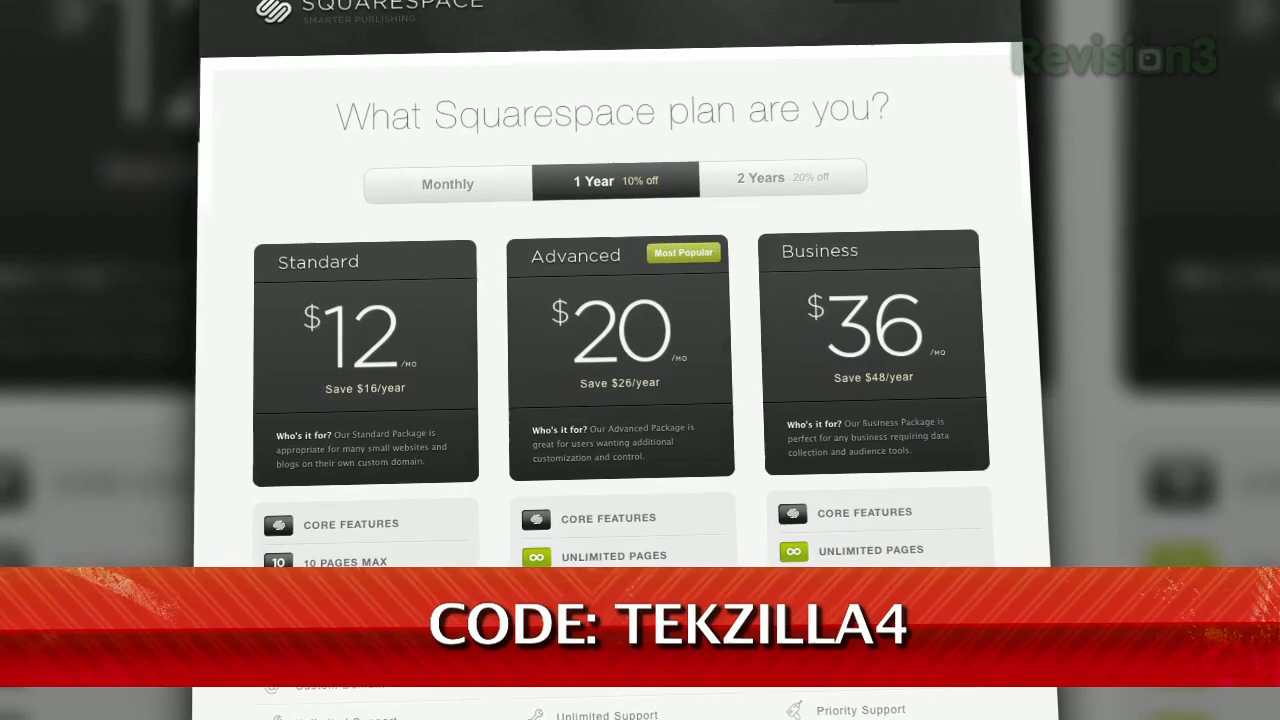 SQUARESPACE
SMARTER PUBLISHING
Revision3
What Squarespace plan are you?
Monthly
1 Year 10% off
2 Years 20% off
Standard
$12/MO
Save $16/year
Who's it for? Our Standard Package is
appropriate for many small websites and
blogs on their own custom domain.
CORE FEATURES
10 10 PAGES MAX
Advanced
Most Popular
$20/MO
Save $26/year
Who's it for? Our Advanced Package is
great for users wanting additional
customization and control.
CORE FEATURES
UNLIMITED PAGES
Business
$36/MO
Save $48/year
Who's it for? Our Business Package is
perfect for any business requiring data
collection and audience tools.
CORE FEATURES
UNLIMITED PAGES
CODE: TEKZILLA4
Unlimited Support
Priority Support